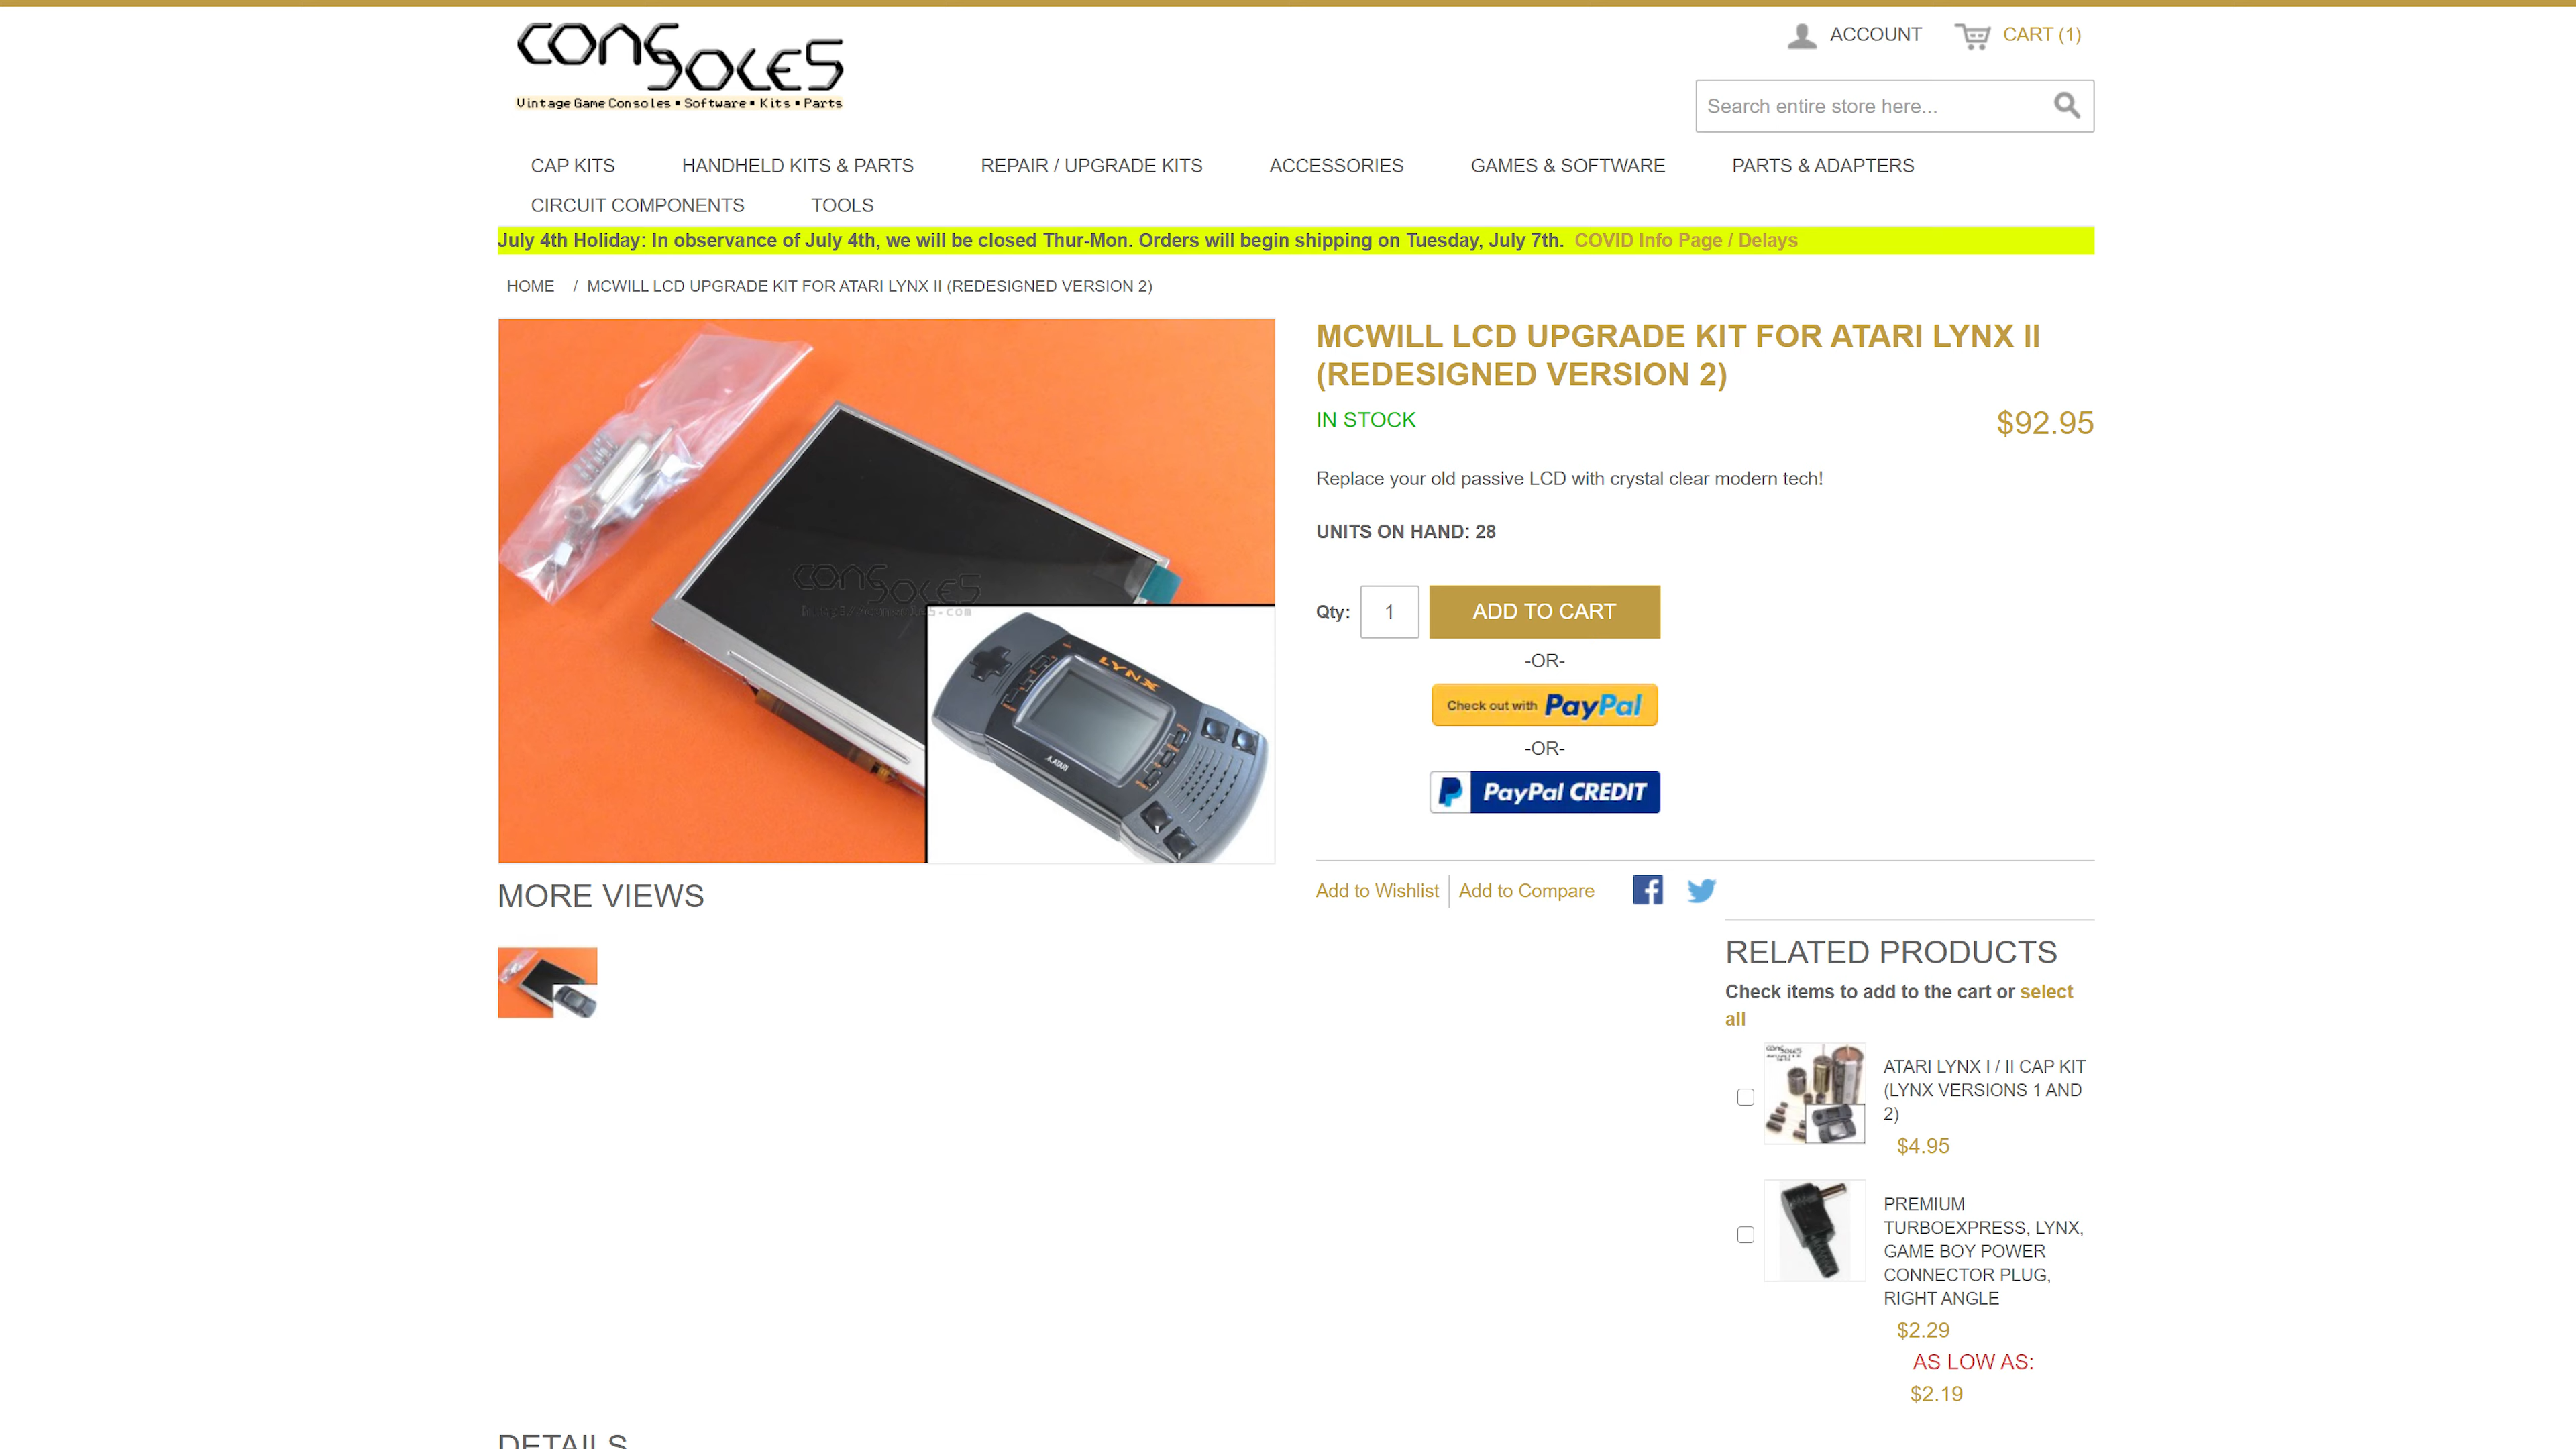 CONSOLES
Vintage Game Consoles ▪ Software ▪ Kits ▪ Parts
ACCOUNT
CART (1)
Search entire store here...
CAP KITS
HANDHELD KITS & PARTS
REPAIR / UPGRADE KITS
ACCESSORIES
GAMES & SOFTWARE
PARTS & ADAPTERS
CIRCUIT COMPONENTS
TOOLS
July 4th Holiday: In observance of July 4th, we will be closed Thur-Mon. Orders will begin shipping on Tuesday, July 7th. COVID Info Page / Delays
HOME / MCWILL LCD UPGRADE KIT FOR ATARI LYNX II (REDESIGNED VERSION 2)
CONSOLES
LYNX
ATARI
MCWILL LCD UPGRADE KIT FOR ATARI LYNX II
(REDESIGNED VERSION 2)
IN STOCK
$92.95
Replace your old passive LCD with crystal clear modern tech!
UNITS ON HAND: 28
Qty: 1 ADD TO CART
-OR-
Check out with PayPal
-OR-
PayPal CREDIT
Add to Wishlist
Add to Compare
MORE VIEWS
RELATED PRODUCTS
Check items to add to the cart or select
all
CONSOLES
ATARI LYNX I / II CAP KIT
(LYNX VERSIONS 1 AND
2)
$4.95
PREMIUM
TURBOEXPRESS, LYNX,
GAME BOY POWER
CONNECTOR PLUG,
RIGHT ANGLE
$2.29
AS LOW AS:
$2.19
DETAILS